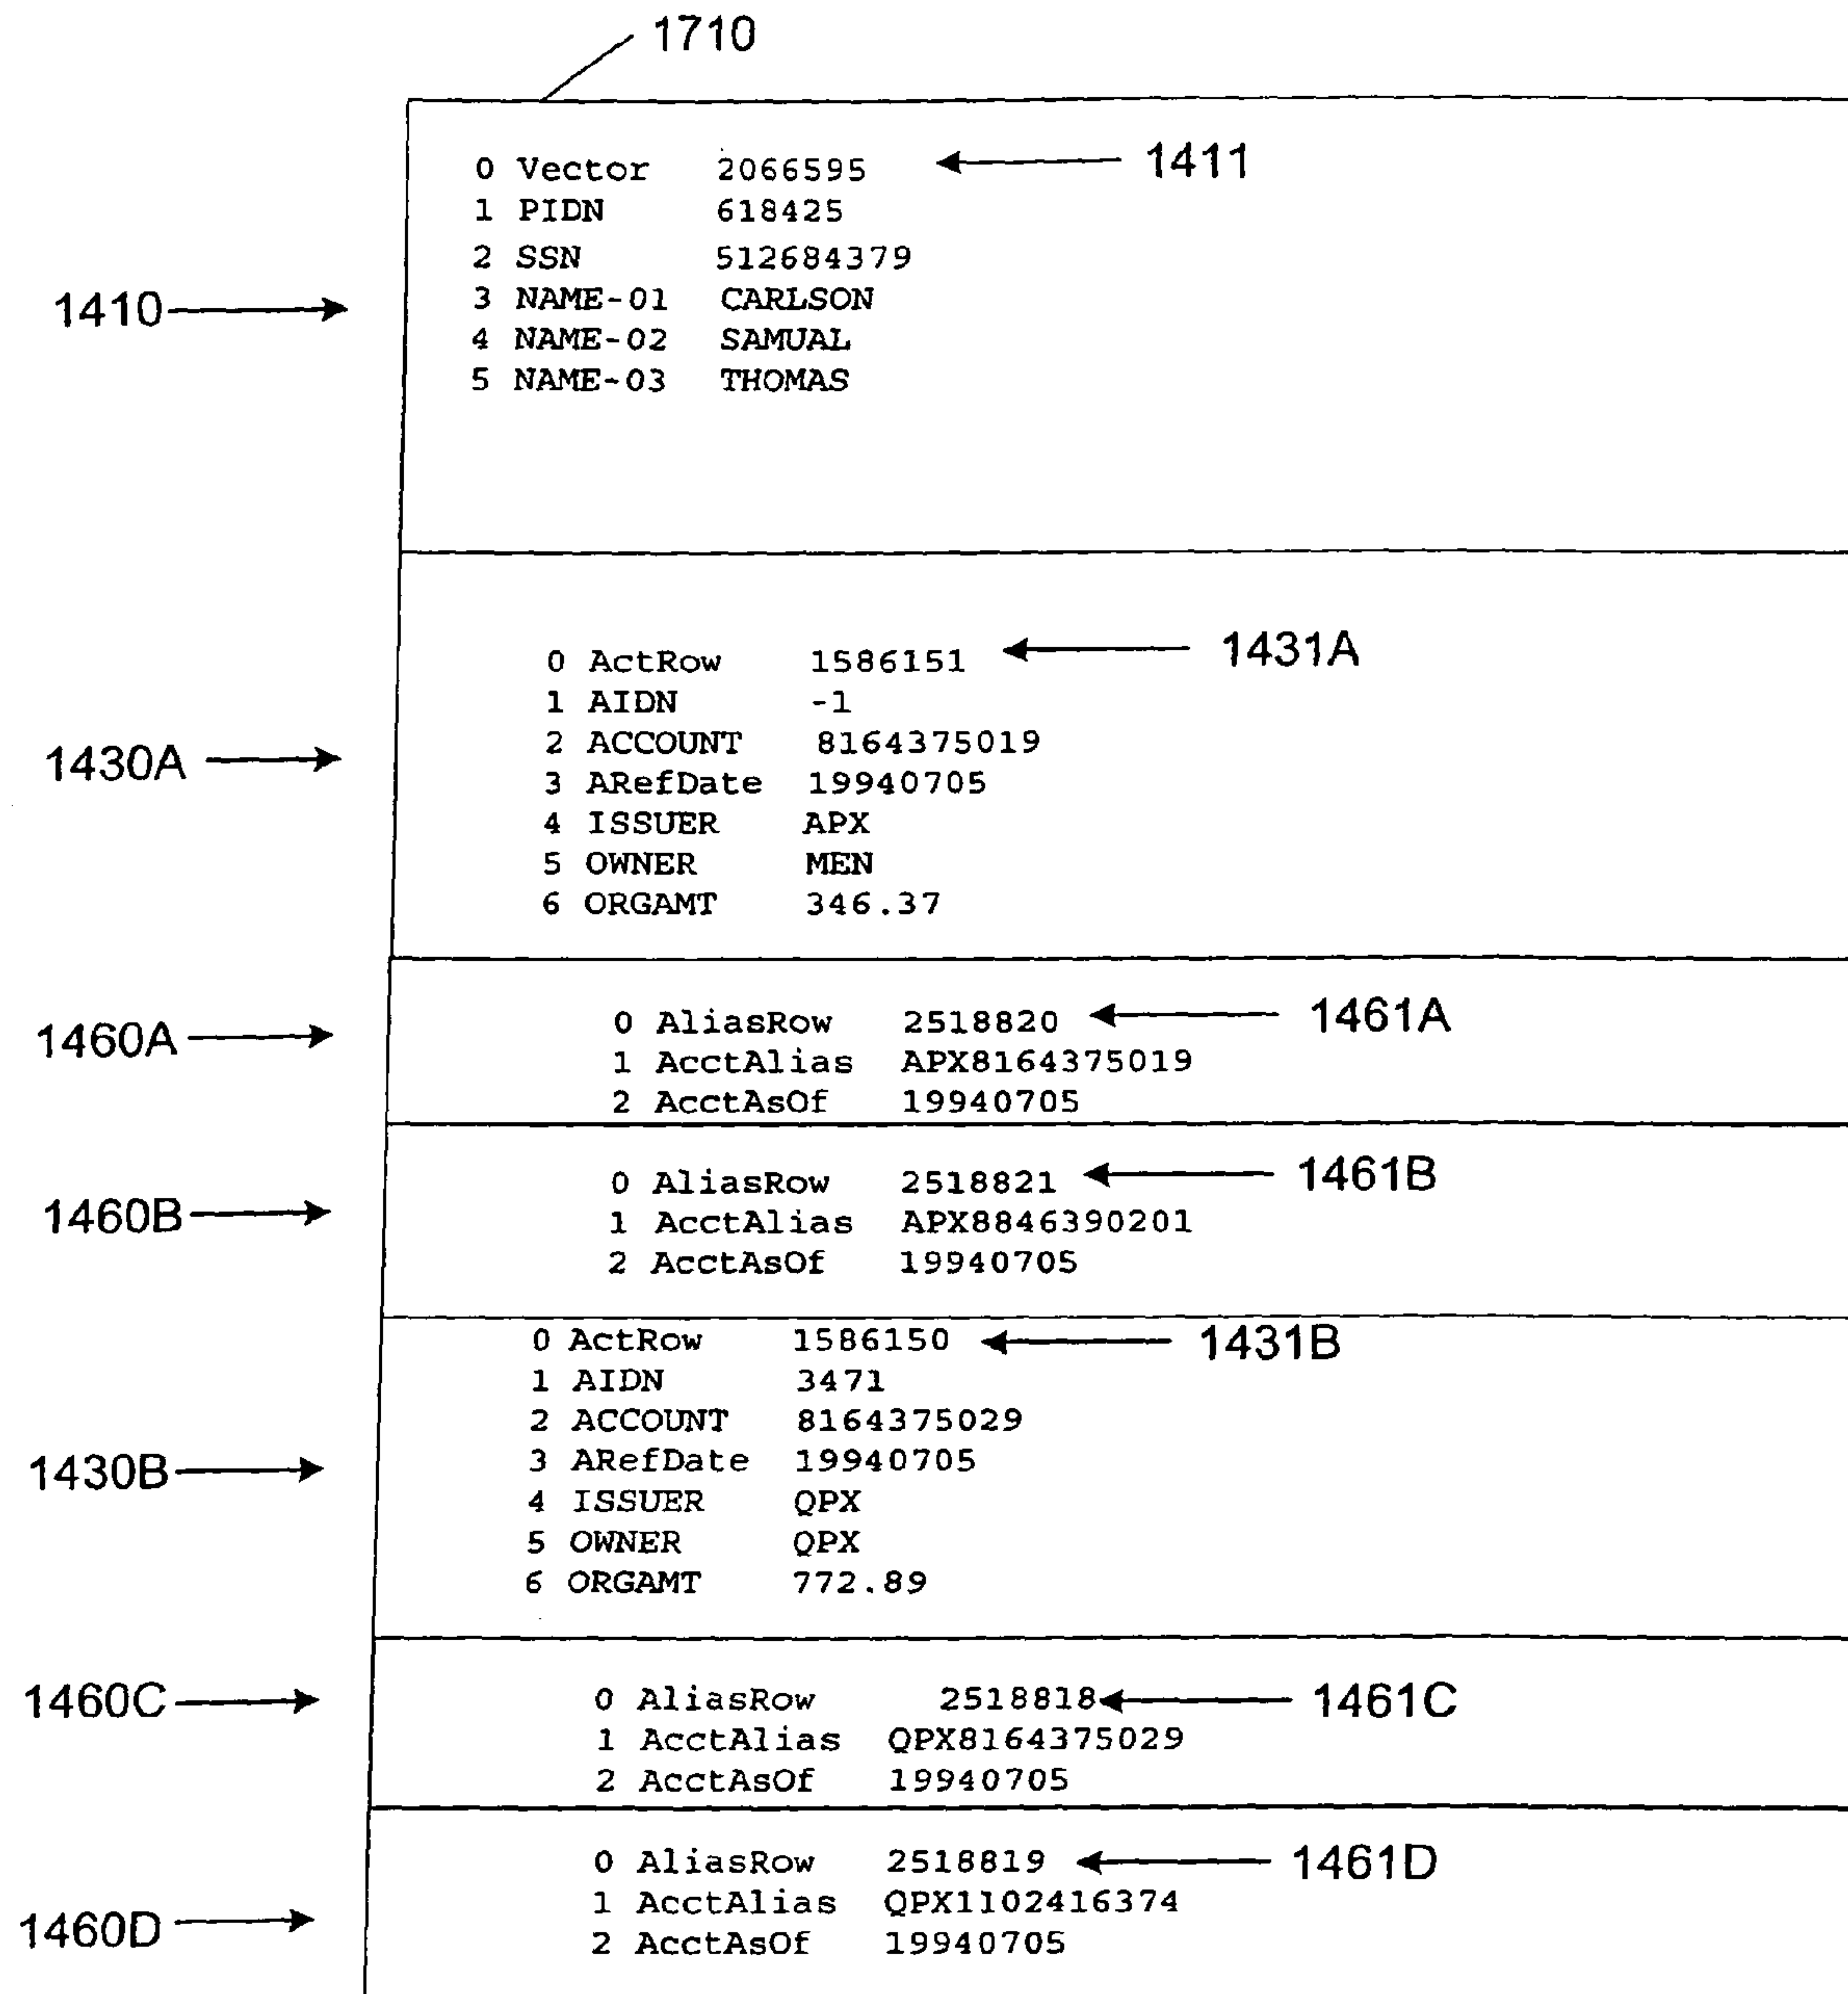 1710
0 Vector 2066595 1411
1 PIDN 618425
2 SSN 512684379
1410 3 NAME-01 CARLSON
4 NAME-02 SAMUAL
5 NAME-03 THOMAS
0 ActRow 1586151 1431A
1 AIDN -1
2 ACCOUNT 8164375019
1430A 3 ARefDate 19940705
4 ISSUER APX
5 OWNER MEN
6 ORGAMT 346.37
0 AliasRow 2518820 1461A
1460A 1 AcctAlias APX8164375019
2 AcctAsOf 19940705
0 AliasRow 2518821 1461B
1460B 1 AcctAlias APX8846390201
2 AcctAsOf 19940705
0 ActRow 1586150 1431B
1 AIDN 3471
2 ACCOUNT 8164375029
1430B 3 ARefDate 19940705
4 ISSUER QPX
5 OWNER QPX
6 ORGAMT 772.89
1460C 0 AliasRow 2518818 1461C
1 AcctAlias QPX8164375029
2 AcctAsOf 19940705
0 AliasRow 2518819 1461D
1 AcctAlias QPX1102416374
1460D 2 AcctAsOf 19940705